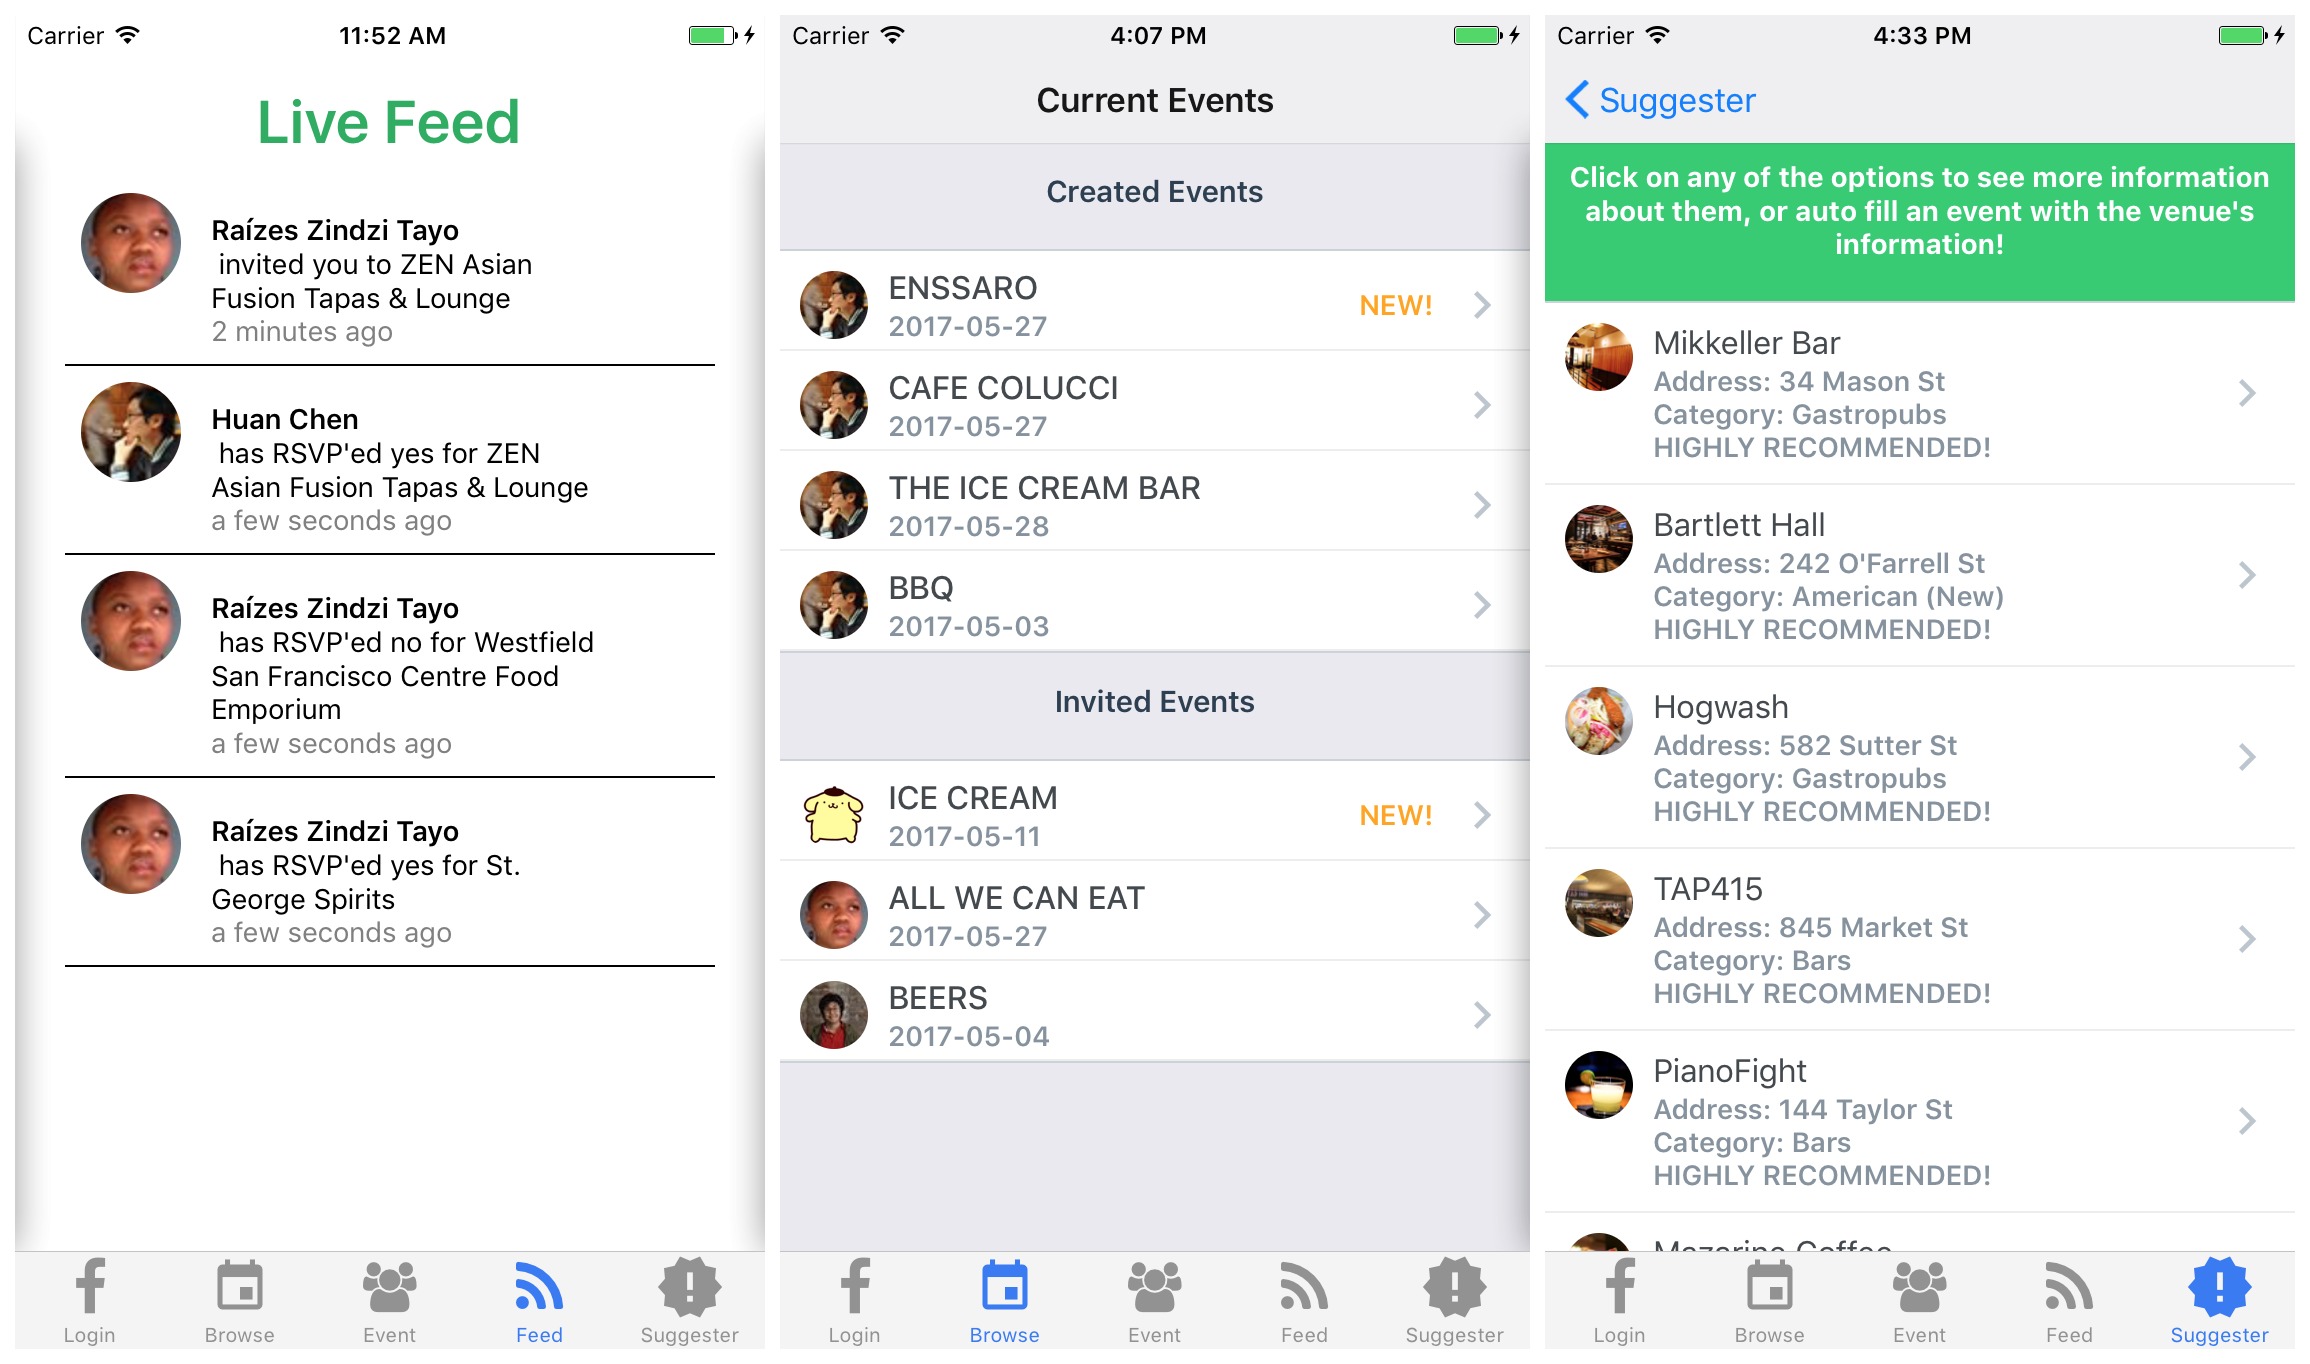 Carrier 11:52 AM
Live Feed
Raízes Zindzi Tayo
invited you to ZEN Asian
Fusion Tapas & Lounge
2 minutes ago
Huan Chen
has RSVP'ed yes for ZEN
Asian Fusion Tapas & Lounge
a few seconds ago
Raízes Zindzi Tayo
has RSVP'ed no for Westfield
San Francisco Centre Food
Emporium
a few seconds ago
Raízes Zindzi Tayo
has RSVP'ed yes for St.
George Spirits
a few seconds ago
Login Browse Event Feed Suggester
Carrier 4:07 PM
Current Events
Created Events
ENSSARO
2017-05-27
NEW!
CAFE COLUCCI
2017-05-27
THE ICE CREAM BAR
2017-05-28
BBQ
2017-05-03
Invited Events
ICE CREAM
2017-05-11
NEW!
ALL WE CAN EAT
2017-05-27
BEERS
2017-05-04
Login Browse Event Feed Suggester
Carrier 4:33 PM
Suggester
Click on any of the options to see more information
about them, or auto fill an event with the venue's
information!
Mikkeller Bar
Address: 34 Mason St
Category: Gastropubs
HIGHLY RECOMMENDED!
Bartlett Hall
Address: 242 O'Farrell St
Category: American (New)
HIGHLY RECOMMENDED!
Hogwash
Address: 582 Sutter St
Category: Gastropubs
HIGHLY RECOMMENDED!
TAP415
Address: 845 Market St
Category: Bars
HIGHLY RECOMMENDED!
PianoFight
Address: 144 Taylor St
Category: Bars
HIGHLY RECOMMENDED!
Mazarine Coffee
Login Browse Event Feed Suggester